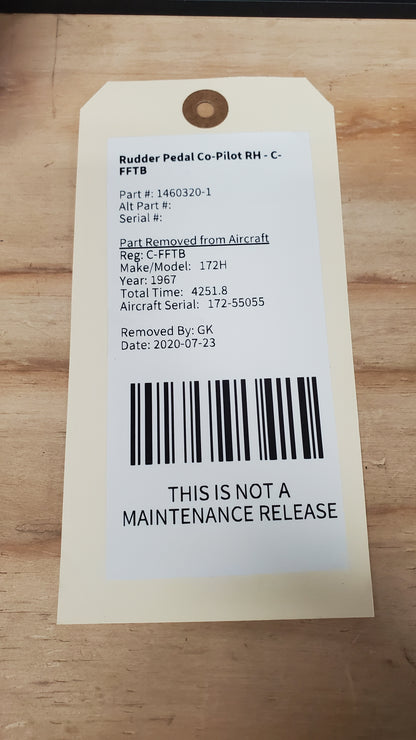 Rudder Pedal Co-Pilot RH - C-
FFTB
Part #: 1460320-1
Alt Part #:
Serial #:
Part Removed from Aircraft
Reg: C-FFTB
Make/Model: 172H
Year: 1967
Total Time: 4251.8
Aircraft Serial: 172-55055
Removed By: GK
Date: 2020-07-23
THIS IS NOT A
MAINTENANCE RELEASE